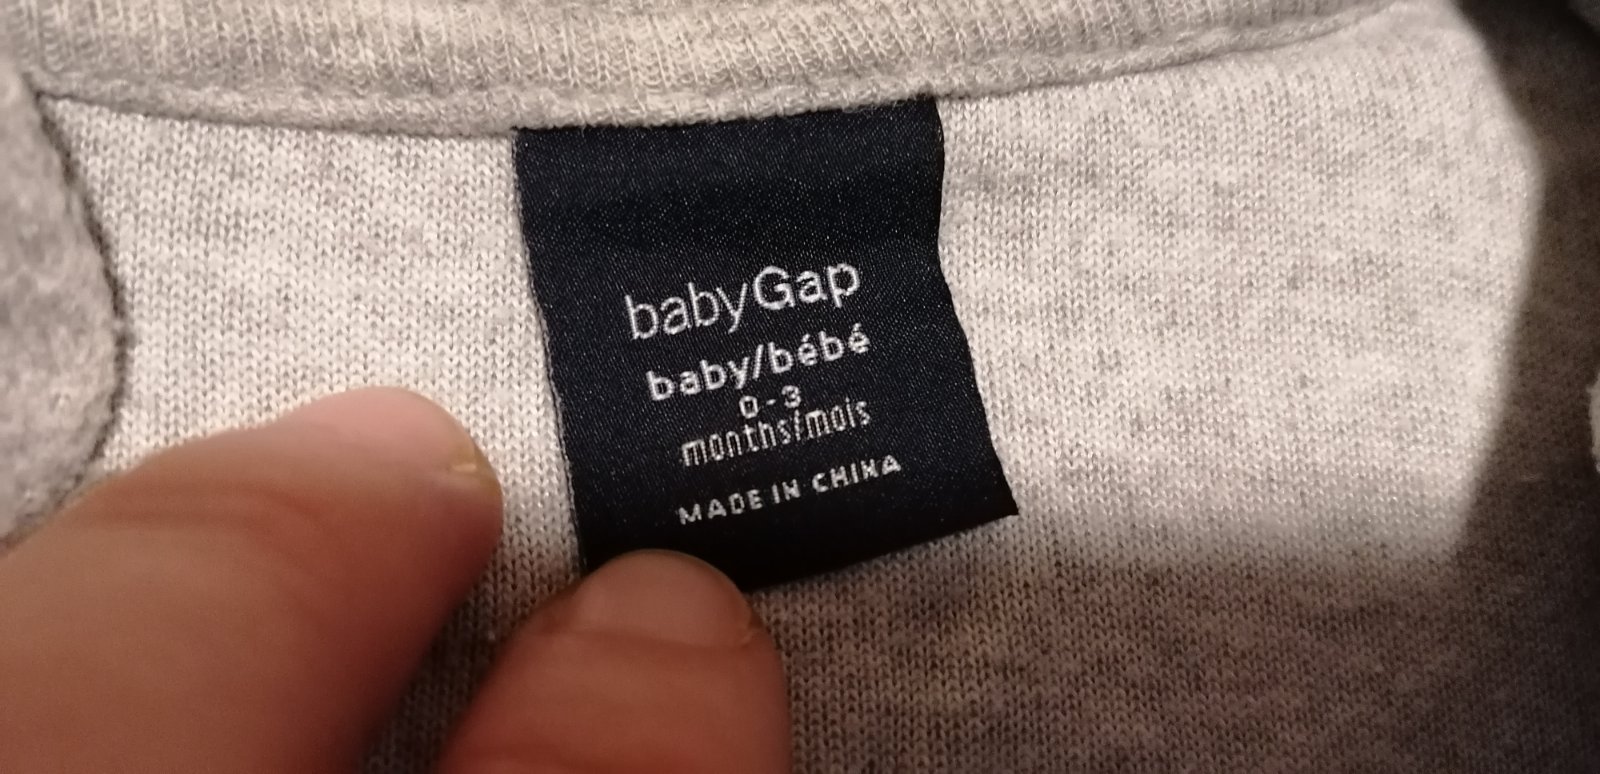 babyGap
baby/bébé
0-3
months/mois
MADE IN CHINA